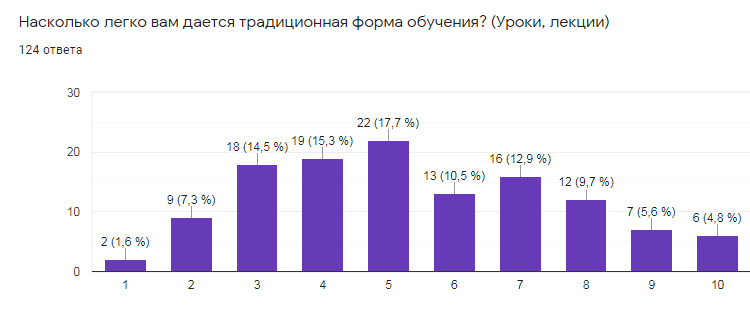 Насколько легко вам дается традиционная форма обучения? (Уроки, лекции)
124 ответа
30
20
10
0
2 (1,6 %)
9 (7,3 %)
18 (14,5 %)
19 (15,3 %)
22 (17,7 %)
13 (10,5 %)
16 (12,9 %)
12 (9,7 %)
7 (5,6 %)
6 (4,8 %)
1 2 3 4 5 6 7 8 9 10